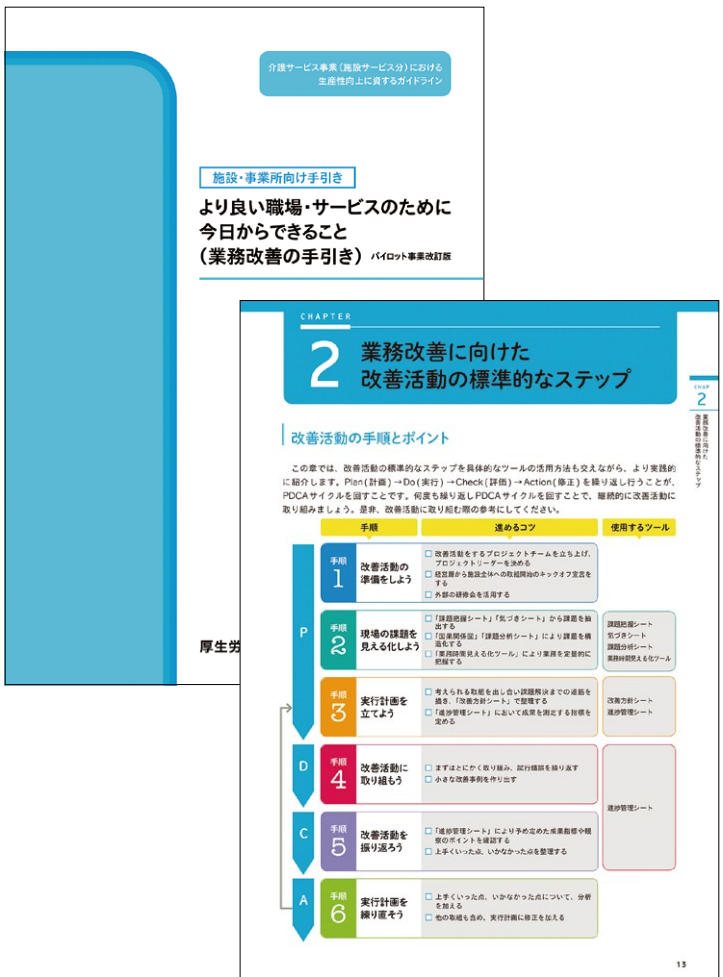 介護サービス事業（施設サービス分）における
生産性向上に資するガイドライン
施設・事業所向け手引き
より良い職場・サービスのために
今日からできること
（業務改善の手引き） パイロット事業改訂版
厚生労
CHAPTER
2
業務改善に向けた
改善活動の標準的なステップ
CHAP
2
業務改善に向けた
改善活動の標準的なステップ
改善活動の手順とポイント
この章では、改善活動の標準的なステップを具体的なツールの活用方法も交えながら、より実践的
に紹介します。Plan(計画)→Do(実行)→Check(評価)→Action(修正)を繰り返し行うことが、
PDCAサイクルを回すことです。何度も繰り返しPDCAサイクルを回すことで、継続的に改善活動に
取り組みましょう。是非、改善活動に取り組む際の参考にしてください。
手順
進めるコツ
使用するツール
P
手順
1
改善活動の
準備をしよう
□ 改善活動をするプロジェクトチームを立ち上げ、
プロジェクトリーダーを決める
□ 経営層から施設全体への取組開始のキックオフ宣言を
する
□ 外部の研修会を活用する
手順
2
現場の課題を
見える化しよう
□「課題把握シート」「気づきシート」から課題を抽
出する
□「因果関係図」「課題分析シート」により課題を構
造化する
□「業務時間見える化ツール」により業務を定量的に
把握する
課題把握シート
気づきシート
課題分析シート
業務時間見える化ツール
手順
3
実行計画を
立てよう
□ 考えられる取組を出し合い課題解決までの道筋を
描き、「改善方針シート」で整理する
□「進捗管理シート」において成果を測定する指標を
定める
改善方針シート
進捗管理シート
D
手順
4
改善活動に
取り組もう
□ まずはとにかく取り組み、試行錯誤を繰り返す
□ 小さな改善事例を作り出す
進捗管理シート
C
手順
5
改善活動を
振り返ろう
□「進捗管理シート」により予め定めた成果指標や観
察のポイントを確認する
□ 上手くいった点、いかなかった点を整理する
A
手順
6
実行計画を
練り直そう
□ 上手くいった点、いかなかった点について、分析
を加える
□ 他の取組も含め、実行計画に修正を加える
13